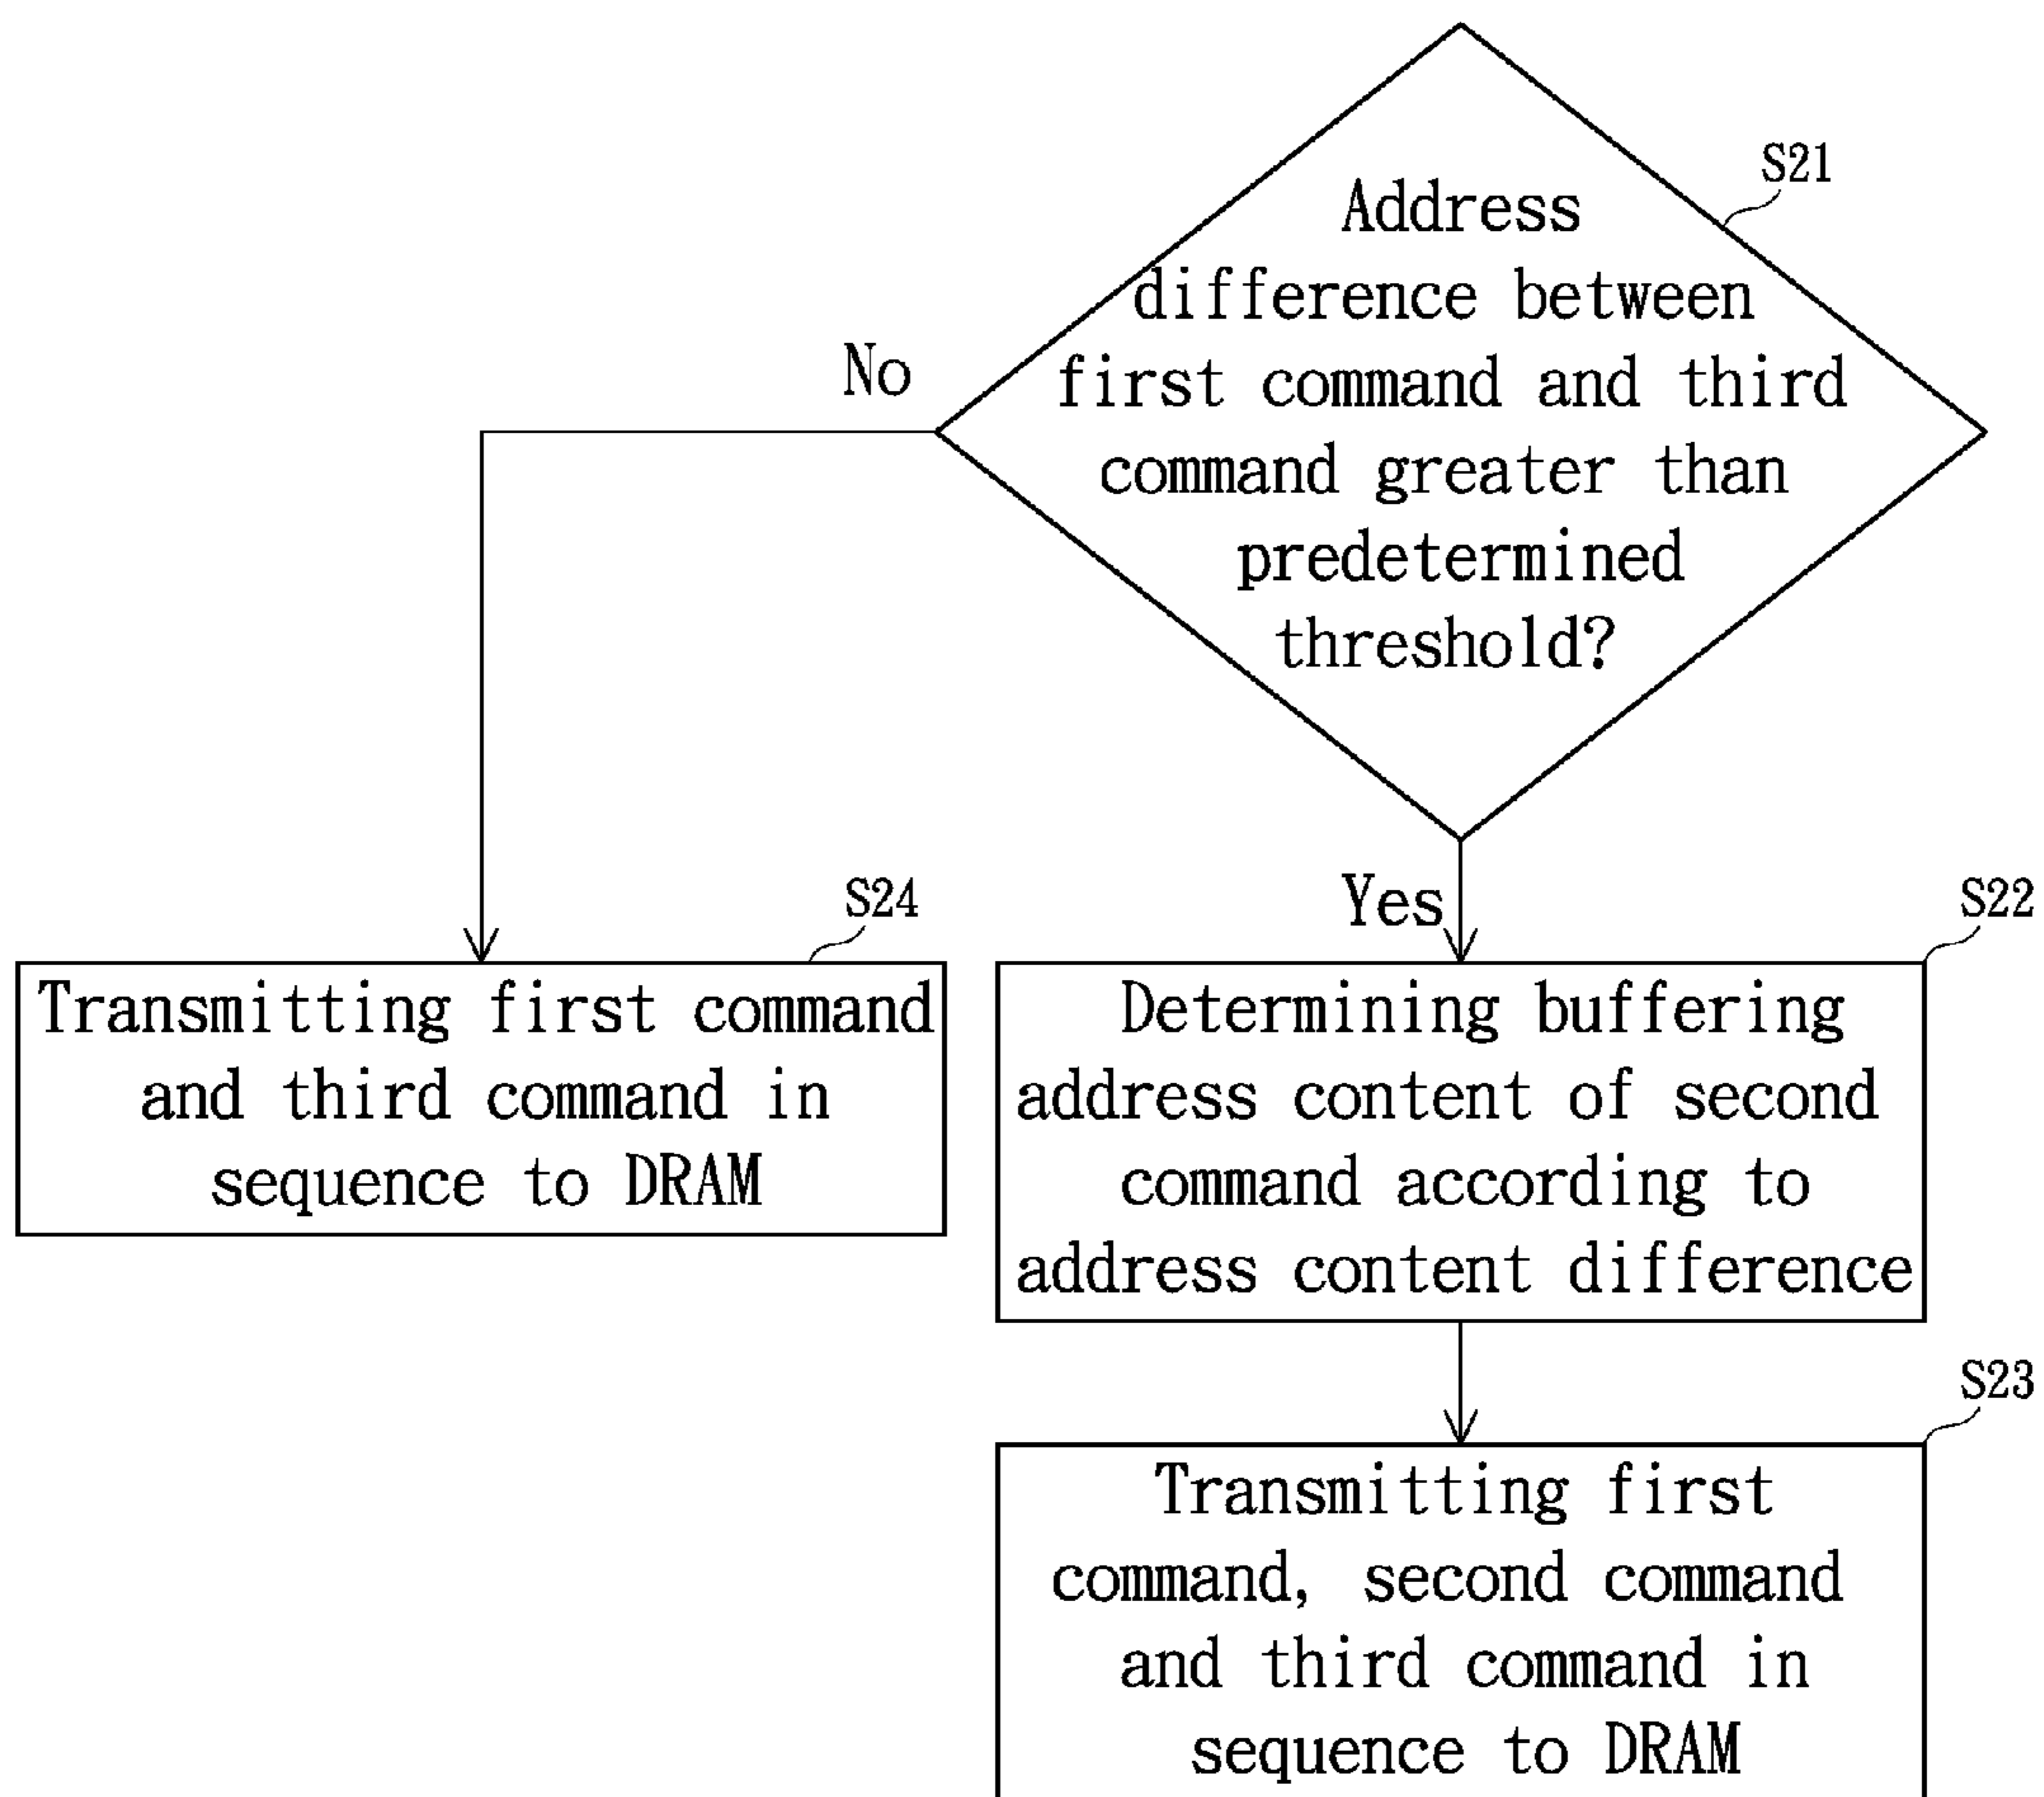 S21
Address
difference between
first command and third
command greater than
predetermined
threshold?
No
Yes
S24
Transmitting first command
and third command in
sequence to DRAM
S22
Determining buffering
address content of second
command according to
address content difference
S23
Transmitting first
command, second command
and third command in
sequence to DRAM